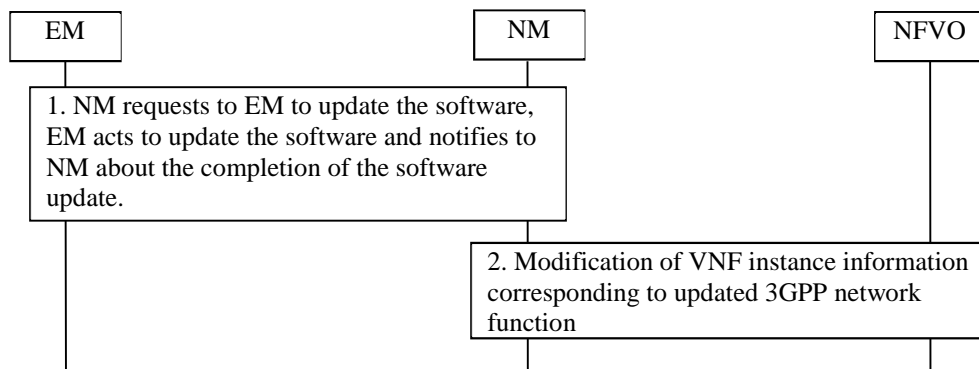 EM
NM
NFVO
1. NM requests to EM to update the software,
EM acts to update the software and notifies to
NM about the completion of the software
update.
2. Modification of VNF instance information
corresponding to updated 3GPP network
function